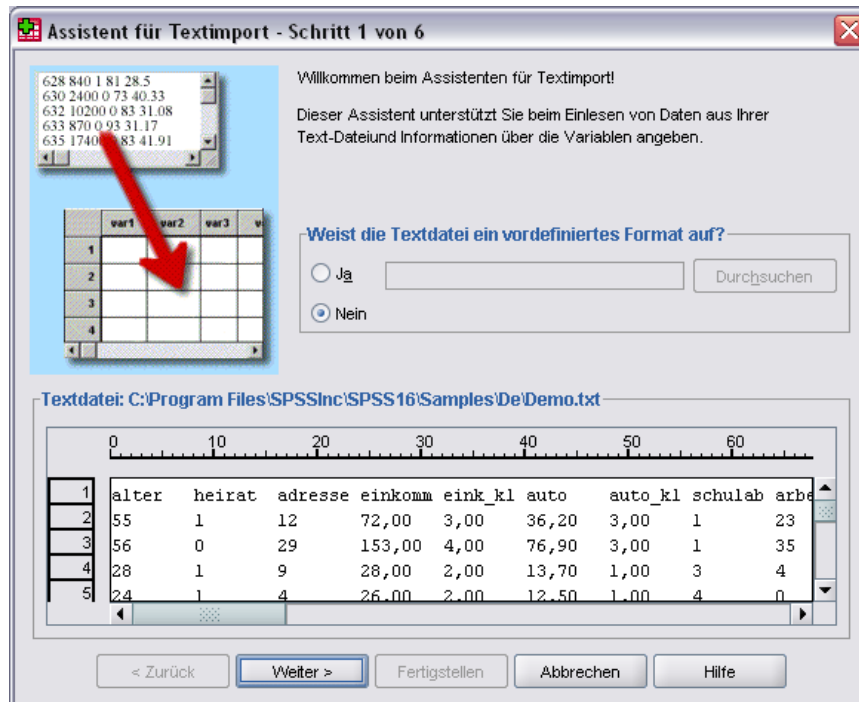 Assistent für Textimport - Schritt 1 von 6
628 840 1 81 28.5
630 2400 0 73 40.33
632 10200 0 83 31.08
633 870 0 93 31.17
635 1740 83 41.91
var1 var2 var3 v
1
2
3
4
Willkommen beim Assistenten für Textimport!
Dieser Assistent unterstützt Sie beim Einlesen von Daten aus Ihrer
Text-Dateiund Informationen über die Variablen angeben.
Weist die Textdatei ein vordefiniertes Format auf?
Ja
Durchsuchen
Nein
Textdatei: C:\Program Files\SPSSInc\SPSS16\Samples\De\Demo.txt
0 10 20 30 40 50 60
1 alter heirat adresse einkomm eink_kl auto auto_kl schulab arbe
2 55 1 12 72,00 3,00 36,20 3,00 1 23
3 56 0 29 153,00 4,00 76,90 3,00 1 35
4 28 1 9 28,00 2,00 13,70 1,00 3 4
5 24 1 4 26,00 2,00 12,50 1,00 4 0
< Zurück Weiter > Fertigstellen Abbrechen Hilfe